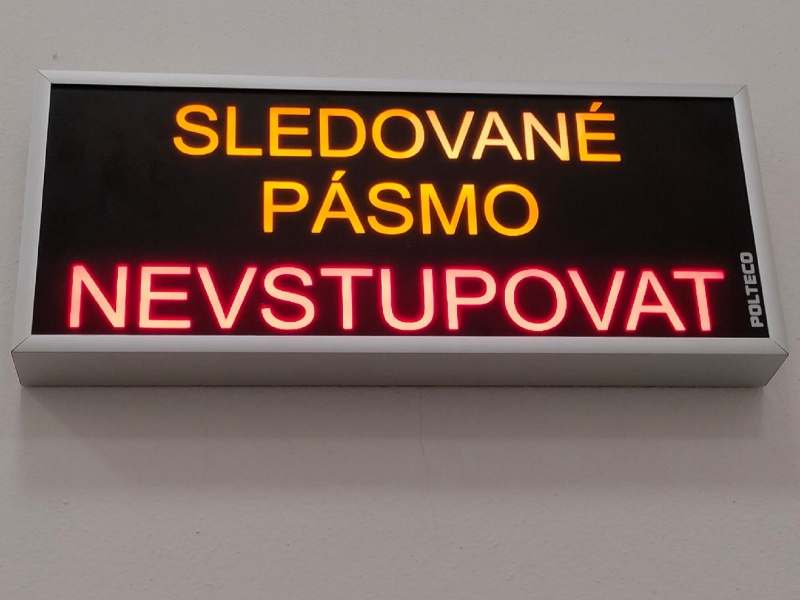 SLEDOVANÉ
PÁSMO
NEVSTUPOVAT
POLTECO